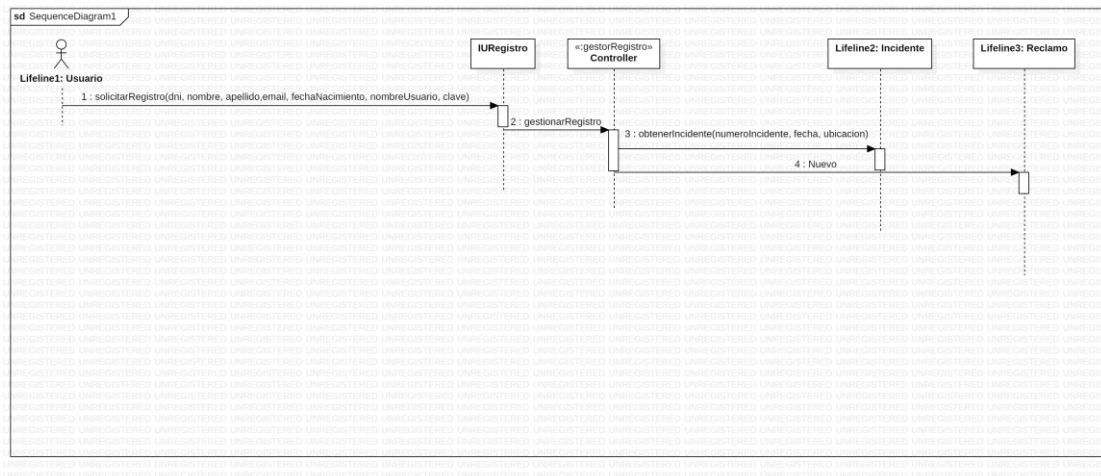 sd SequenceDiagram1
Lifeline1: Usuario
IURegistro
«:gestorRegistro»
Controller
Lifeline2: Incidente
Lifeline3: Reclamo
1 : solicitarRegistro(dni, nombre, apellido,email, fechaNacimiento, nombreUsuario, clave)
2 : gestionarRegistro
3 : obtenerIncidente(numeroIncidente, fecha, ubicacion)
4 : Nuevo
UNREGISTERED